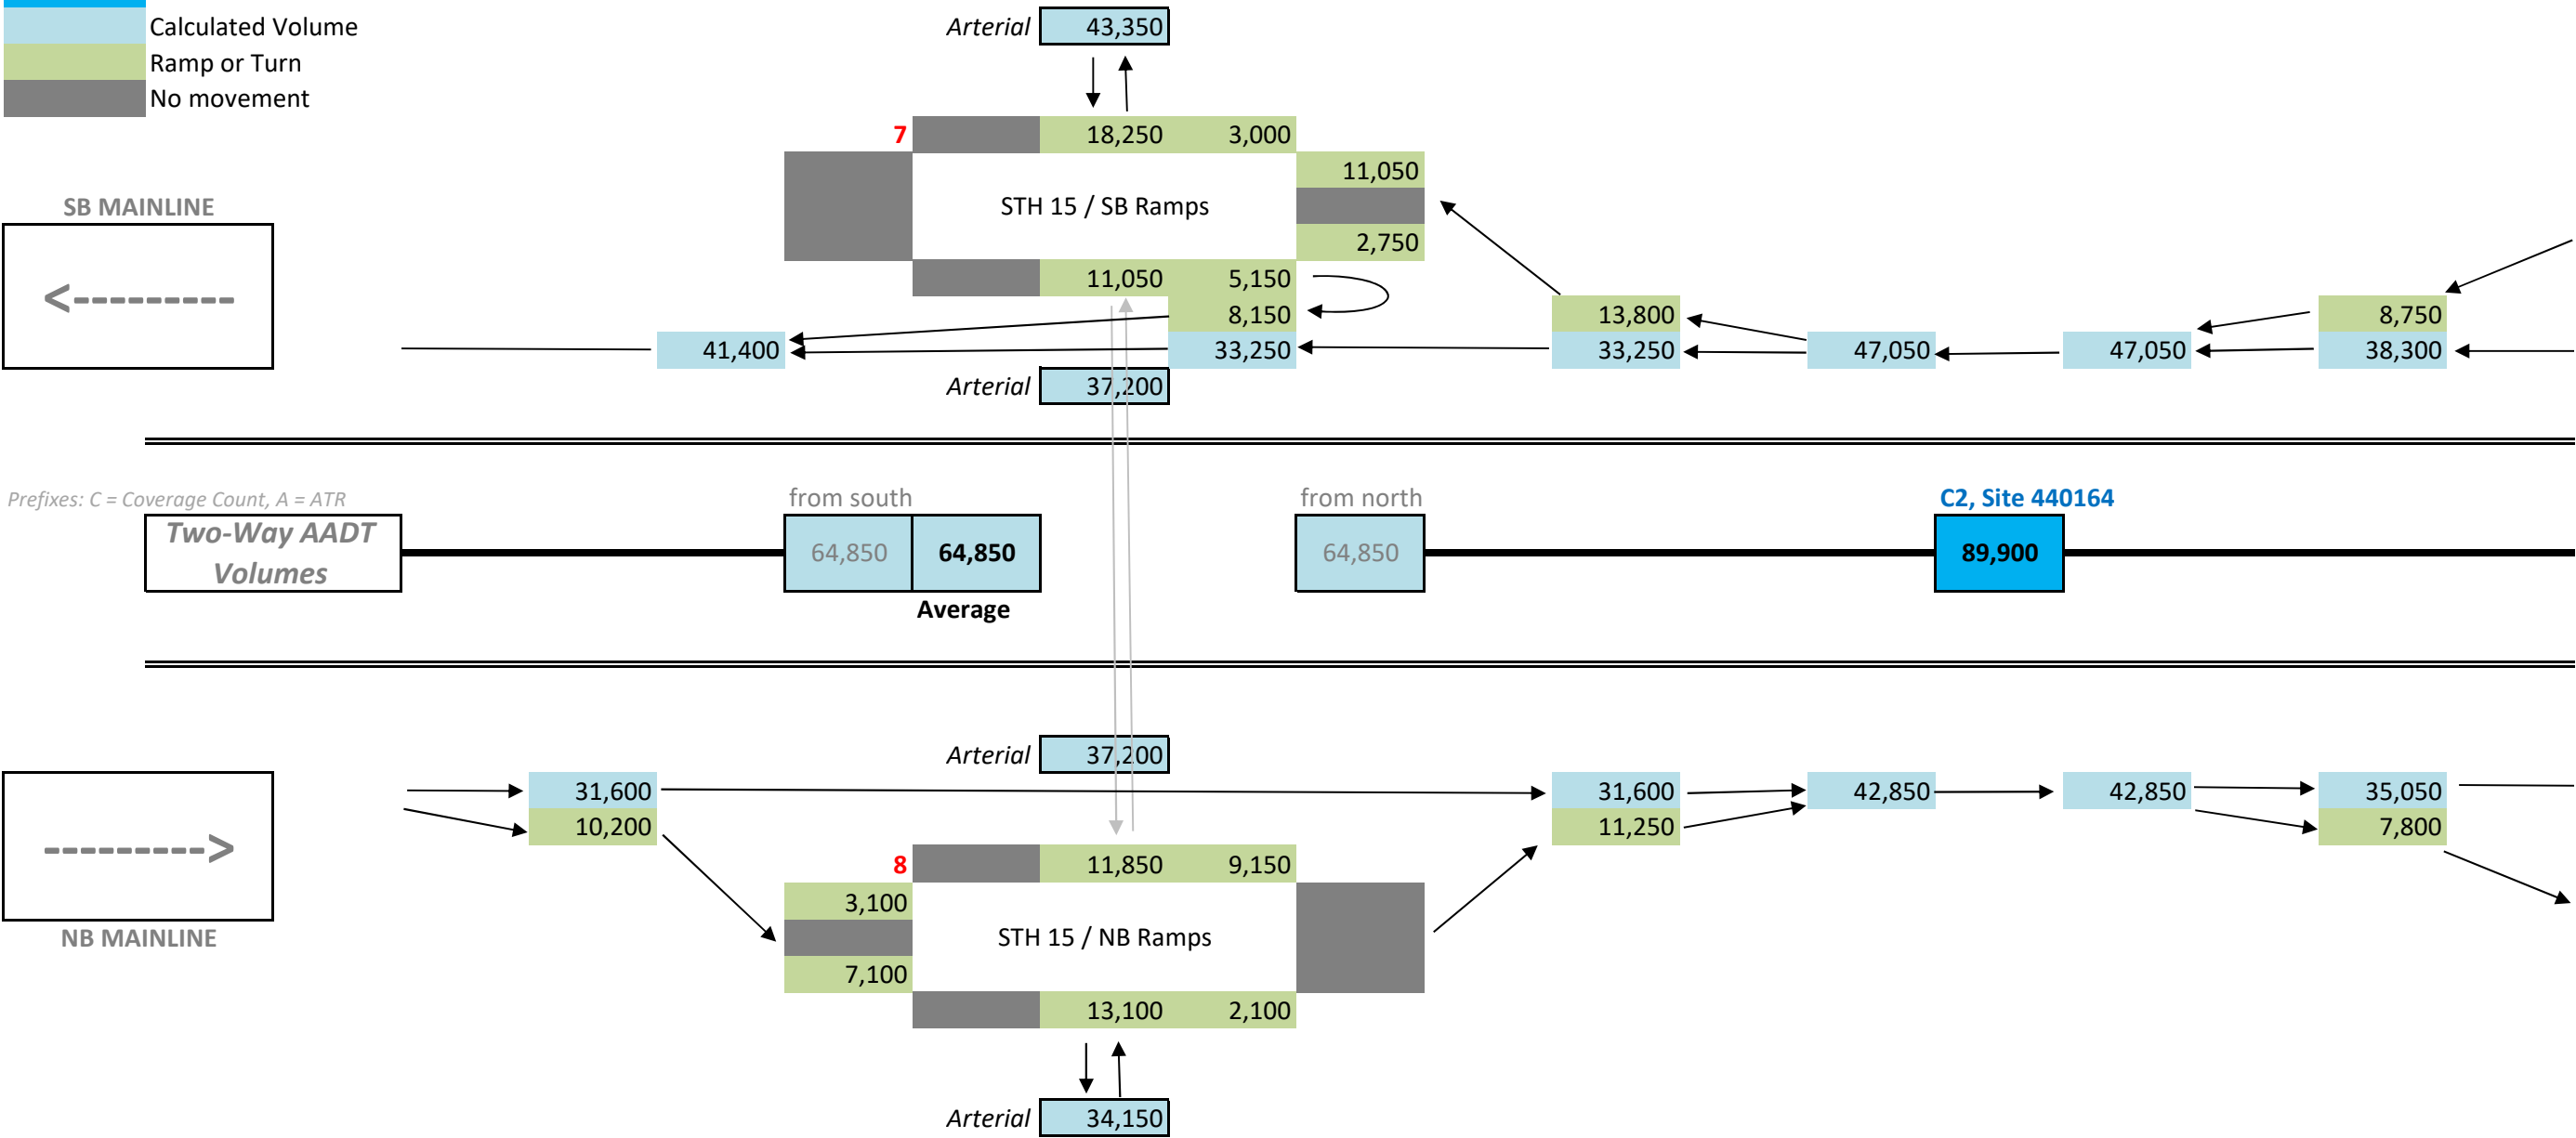 Calculated Volume
Ramp or Turn
No movement
Arterial 43,350
7 18,250 3,000
11,050
SB MAINLINE
STH 15 / SB Ramps
2,750
<---------
11,050 5,150
8,150 13,800 8,750
41,400 33,250 33,250 47,050 47,050 38,300
Arterial 37,200
Prefixes: C = Coverage Count, A = ATR
from south from north C2, Site 440164
Two-Way AADT
Volumes
64,850 64,850 64,850 89,900
Average
Arterial 37,200
31,600 31,600 42,850 42,850 35,050
10,200 11,250 7,800
--------->
8 11,850 9,150
3,100
NB MAINLINE
STH 15 / NB Ramps
7,100
13,100 2,100
Arterial 34,150